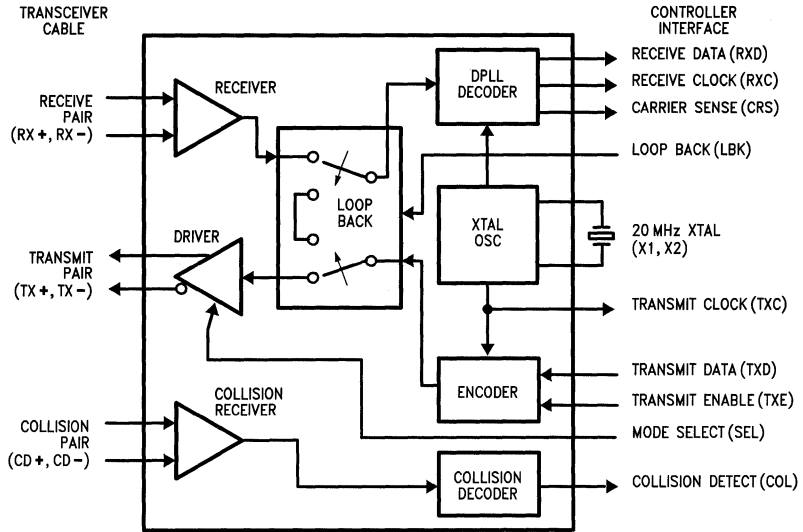 TRANSCEIVER
CABLE
CONTROLLER
INTERFACE
RECEIVER
RECEIVE
PAIR
(RX+, RX-)
DPLL
DECODER
RECEIVE DATA (RXD)
RECEIVE CLOCK (RXC)
CARRIER SENSE (CRS)
LOOP BACK (LBK)
LOOP
BACK
XTAL
OSC
20 MHz XTAL
(X1, X2)
DRIVER
TRANSMIT
PAIR
(TX+, TX-)
TRANSMIT CLOCK (TXC)
ENCODER
TRANSMIT DATA (TXD)
TRANSMIT ENABLE (TXE)
MODE SELECT (SEL)
COLLISION
RECEIVER
COLLISION
PAIR
(CD+, CD-)
COLLISION
DECODER
COLLISION DETECT (COL)